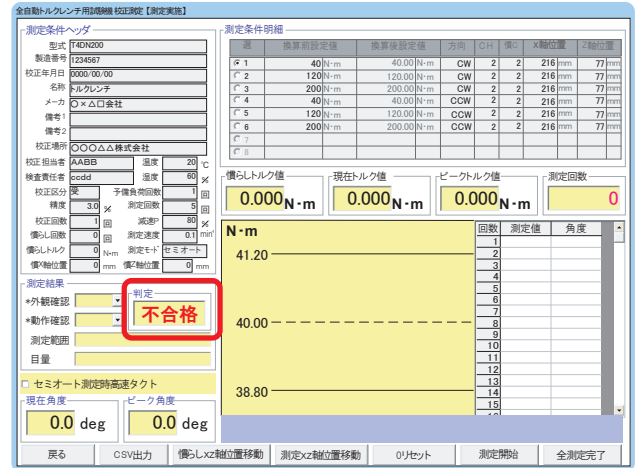 全自動トルクレンチ用試験機 校正測定【測定実施】
測定条件ヘッダ
型式 T4DN200
製造番号 1234567
校正年月日 0000/00/00
名称 トルクレンチ
メーカ 〇×△□会社
備考1
備考2
校正場所 〇〇〇△△株式会社
校正担当者 AABB 温度 20 ℃
検査責任者 ccdd 湿度 60 %
校正区分 受 予備負荷回数 1 回
精度 3.0 % 測定回数 5 回
校正回数 1 回 減速P 80 %
慣らし回数 0 回 測定速度 0.1 min
慣らしトルク 0 N・m 測定モード セミオート
慣X軸位置 0 mm 慣Z軸位置 0 mm
測定結果
*外観確認
*動作確認
測定範囲
目量
判定
不合格
セミオート測定時高速タクト
現在角度
0.0 deg
ピーク角度
0.0 deg
測定条件明細
選 換算前設定値 換算後設定値 方向 CH 慣C X軸位置 Z軸位置
1 40 N・m 40.00 N・m CW 2 2 216 mm 77 mm
2 120 N・m 120.00 N・m CW 2 2 216 mm 77 mm
3 200 N・m 200.00 N・m CW 2 2 216 mm 77 mm
4 40 N・m 40.00 N・m CCW 2 2 216 mm 77 mm
5 120 N・m 120.00 N・m CCW 2 2 216 mm 77 mm
6 200 N・m 200.00 N・m CCW 2 2 216 mm 77 mm
7
8
慣らしトルク値
0.000 N・m
現在トルク値
0.000 N・m
ピークトルク値
0.000 N・m
測定回数
0
N・m
41.20
40.00
38.80
回数 測定値 角度
1
2
3
4
5
6
7
8
9
10
11
12
13
14
15
戻る CSV出力 慣らしXZ軸位置移動 測定XZ軸位置移動 0リセット 測定開始 全測定完了